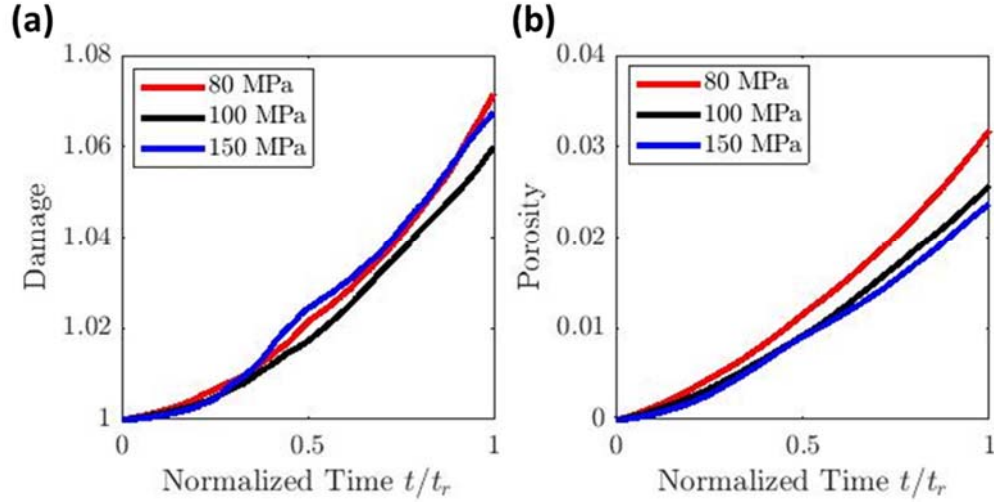 (a)
1.08
1.06
1.04
1.02
1
Damage
80 MPa
100 MPa
150 MPa
0
0.5
1
Normalized Time t/tr
(b)
0.04
0.03
0.02
0.01
0
Porosity
80 MPa
100 MPa
150 MPa
0
0.5
1
Normalized Time t/tr